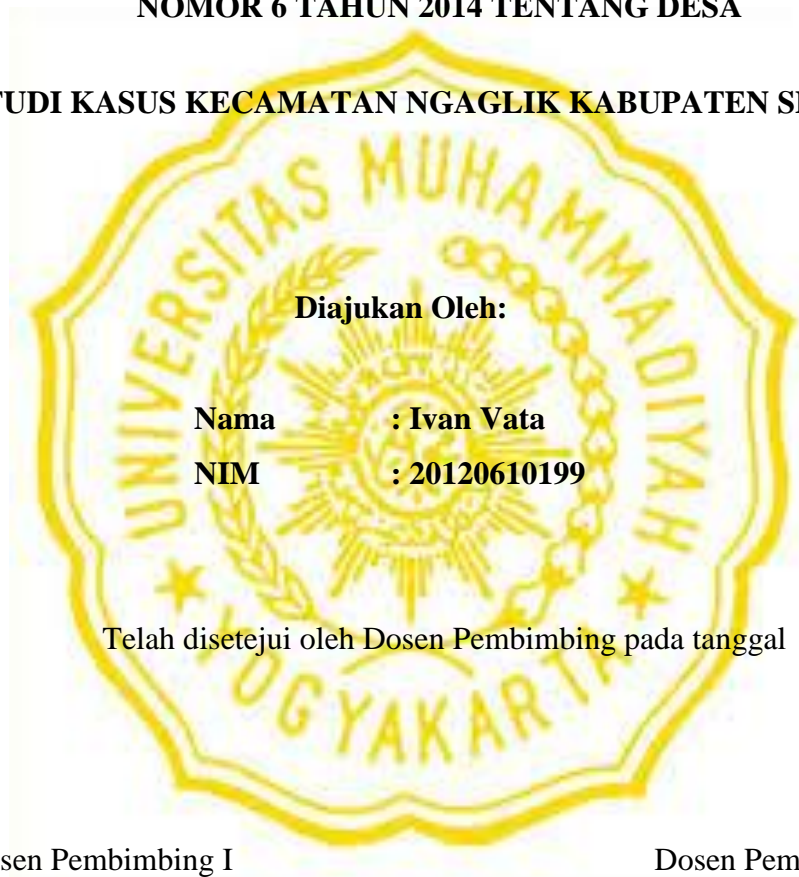 NOMOR 6 TAHUN 2014 TENTANG DESA
TUDI KASUS KECAMATAN NGAGLIK KABUPATEN S
UNIVERSITAS MUHAMMADIYAH
YOGYAKARTA
Diajukan Oleh:
Nama : Ivan Vata
NIM : 20120610199
Telah disetejui oleh Dosen Pembimbing pada tanggal
sen Pembimbing I Dosen Pem